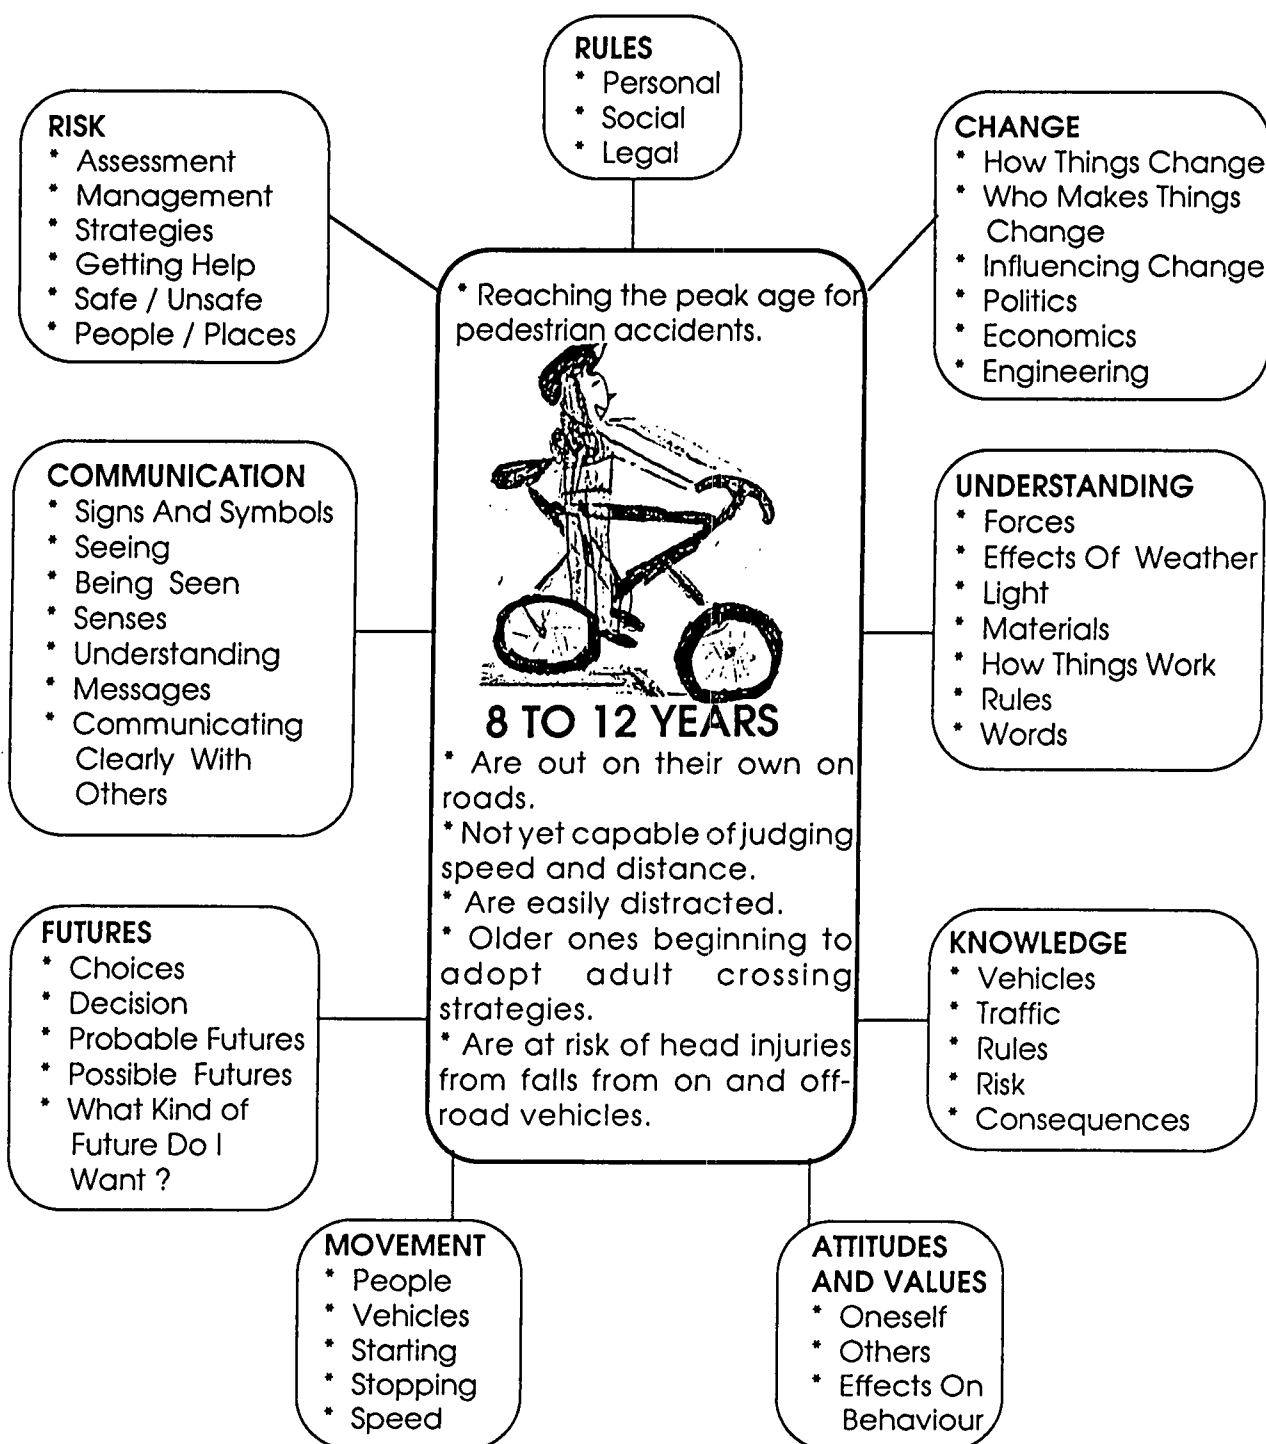 RULES
* Personal
* Social
* Legal
RISK
* Assessment
* Management
* Strategies
* Getting Help
* Safe / Unsafe
* People / Places
CHANGE
* How Things Change
* Who Makes Things
Change
* Influencing Change
* Politics
* Economics
* Engineering
* Reaching the peak age for
pedestrian accidents.
COMMUNICATION
* Signs And Symbols
* Seeing
* Being Seen
* Senses
* Understanding
* Messages
* Communicating
Clearly With
Others
UNDERSTANDING
* Forces
* Effects Of Weather
* Light
* Materials
* How Things Work
* Rules
* Words
8 TO 12 YEARS
* Are out on their own on
roads.
* Not yet capable of judging
speed and distance.
* Are easily distracted.
* Older ones beginning to
adopt adult crossing
strategies.
* Are at risk of head injuries
from falls from on and off-
road vehicles.
FUTURES
* Choices
* Decision
* Probable Futures
* Possible Futures
* What Kind of
Future Do I
Want ?
KNOWLEDGE
* Vehicles
* Traffic
* Rules
* Risk
* Consequences
MOVEMENT
* People
* Vehicles
* Starting
* Stopping
* Speed
ATTITUDES
AND VALUES
* Oneself
* Others
* Effects On
Behaviour